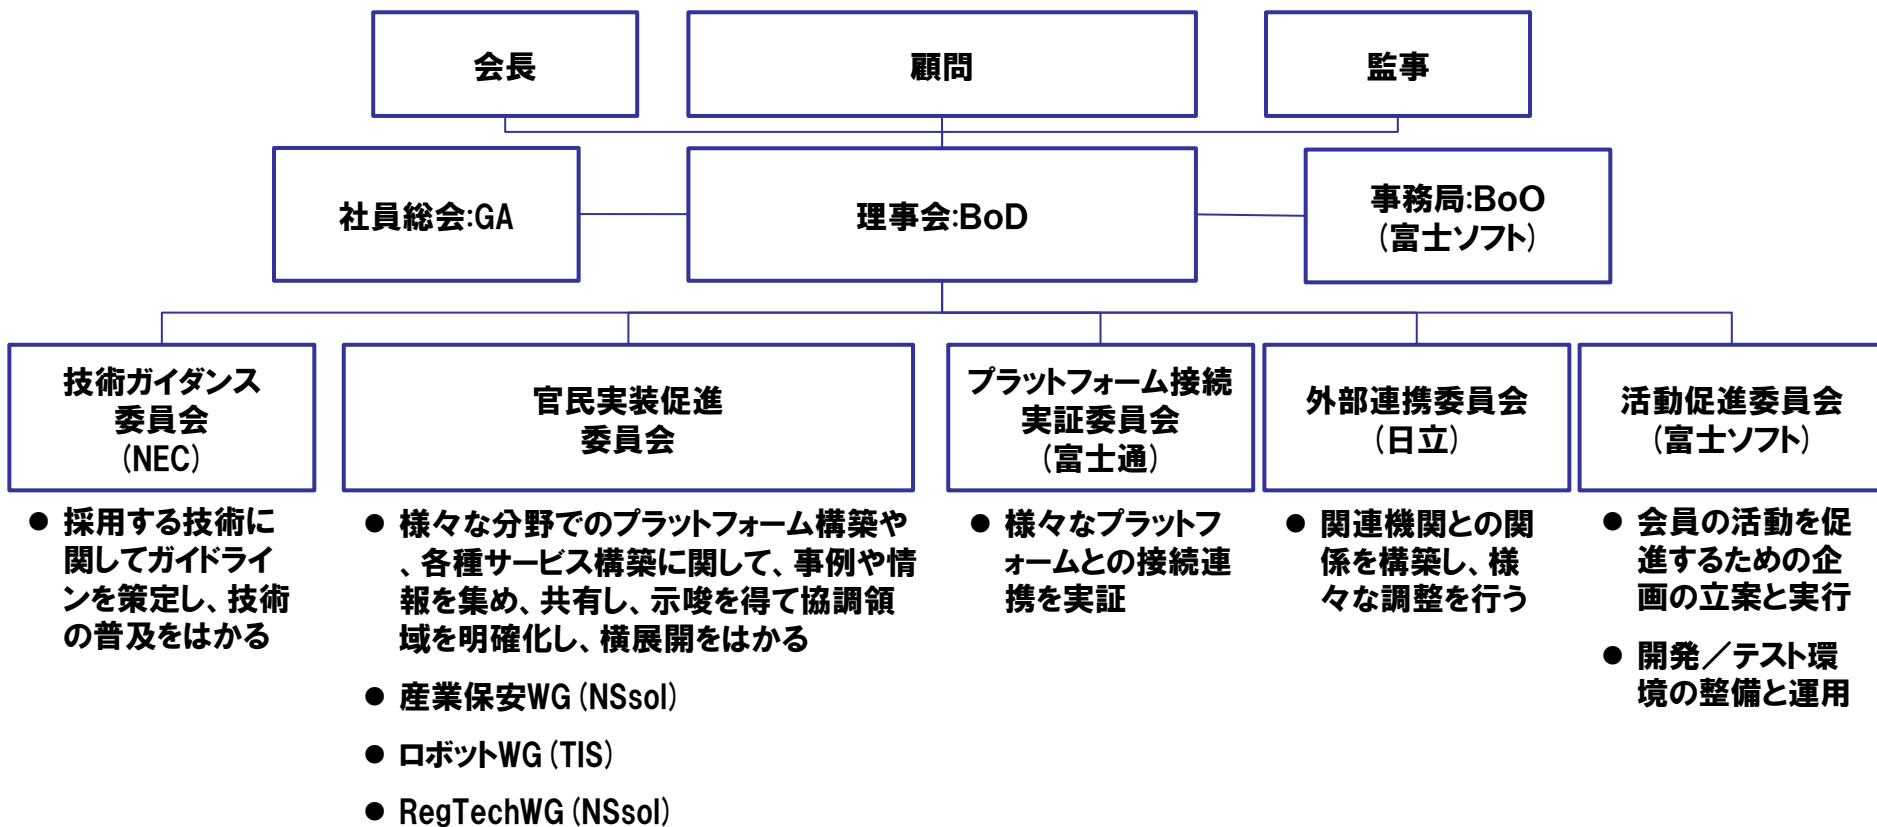 会長
顧問
監事
社員総会:GA
理事会:BoD
事務局:BoO
(富士ソフト)
技術ガイダンス
委員会
(NEC)
官民実装促進
委員会
プラットフォーム接続
実証委員会
(富士通)
外部連携委員会
(日立)
活動促進委員会
(富士ソフト)
● 採用する技術に
関してガイドライ
ンを策定し、技術
の普及をはかる
● 様々な分野でのプラットフォーム構築や
、各種サービス構築に関して、事例や情
報を集め、共有し、示唆を得て協調領
域を明確化し、横展開をはかる
● 産業保安WG(NSsol)
● ロボットWG(TIS)
● RegTechWG(NSsol)
● 様々なプラットフ
ォームとの接続連
携を実証
● 関連機関との関
係を構築し、様
々な調整を行う
● 会員の活動を促
進するための企
画の立案と実行
● 開発/テスト環
境の整備と運用